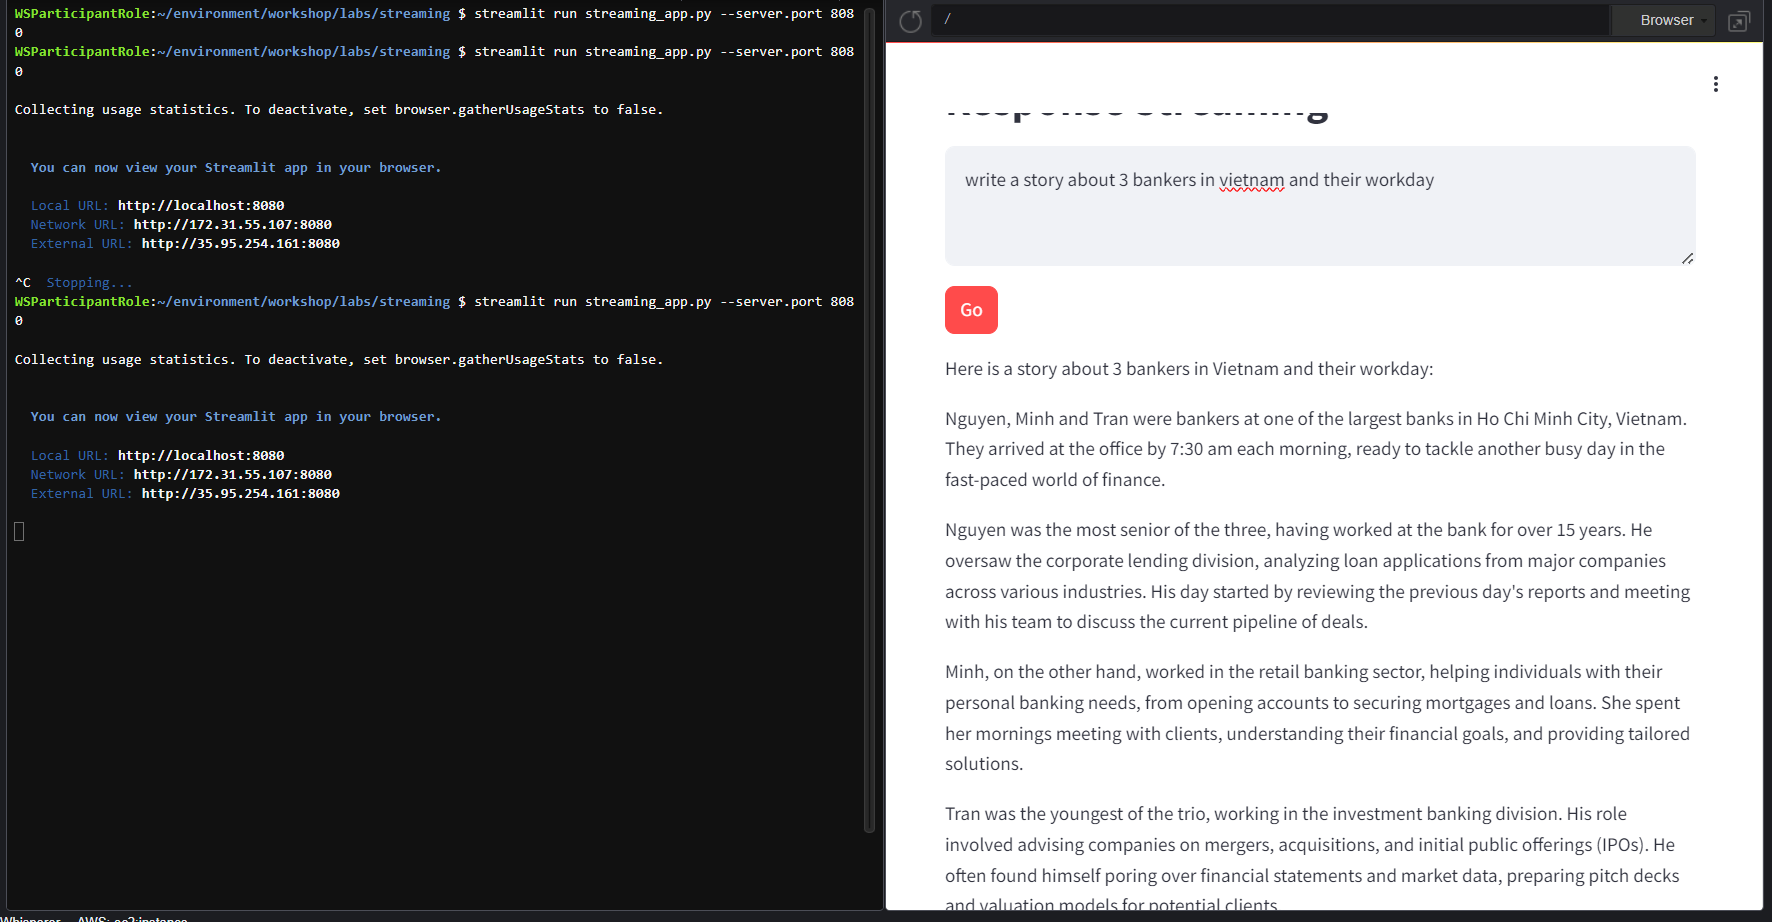 WSParticipantRole:~/environment/workshop/labs/streaming $ streamlit run streaming_app.py --server.port 808
0
WSParticipantRole:~/environment/workshop/labs/streaming $ streamlit run streaming_app.py --server.port 808
0
Collecting usage statistics. To deactivate, set browser.gatherUsageStats to false.
You can now view your Streamlit app in your browser.
Local URL: http://localhost:8080
Network URL: http://172.31.55.107:8080
External URL: http://35.95.254.161:8080
^C  Stopping...
WSParticipantRole:~/environment/workshop/labs/streaming $ streamlit run streaming_app.py --server.port 808
0
Collecting usage statistics. To deactivate, set browser.gatherUsageStats to false.
You can now view your Streamlit app in your browser.
Local URL: http://localhost:8080
Network URL: http://172.31.55.107:8080
External URL: http://35.95.254.161:8080
/
Browser
Response Streaming
write a story about 3 bankers in vietnam and their workday
Go
Here is a story about 3 bankers in Vietnam and their workday:
Nguyen, Minh and Tran were bankers at one of the largest banks in Ho Chi Minh City, Vietnam.
They arrived at the office by 7:30 am each morning, ready to tackle another busy day in the
fast-paced world of finance.
Nguyen was the most senior of the three, having worked at the bank for over 15 years. He
oversaw the corporate lending division, analyzing loan applications from major companies
across various industries. His day started by reviewing the previous day's reports and meeting
with his team to discuss the current pipeline of deals.
Minh, on the other hand, worked in the retail banking sector, helping individuals with their
personal banking needs, from opening accounts to securing mortgages and loans. She spent
her mornings meeting with clients, understanding their financial goals, and providing tailored
solutions.
Tran was the youngest of the trio, working in the investment banking division. His role
involved advising companies on mergers, acquisitions, and initial public offerings (IPOs). He
often found himself poring over financial statements and market data, preparing pitch decks
and valuation models for potential clients
Whisperer AWS: ec2:instance